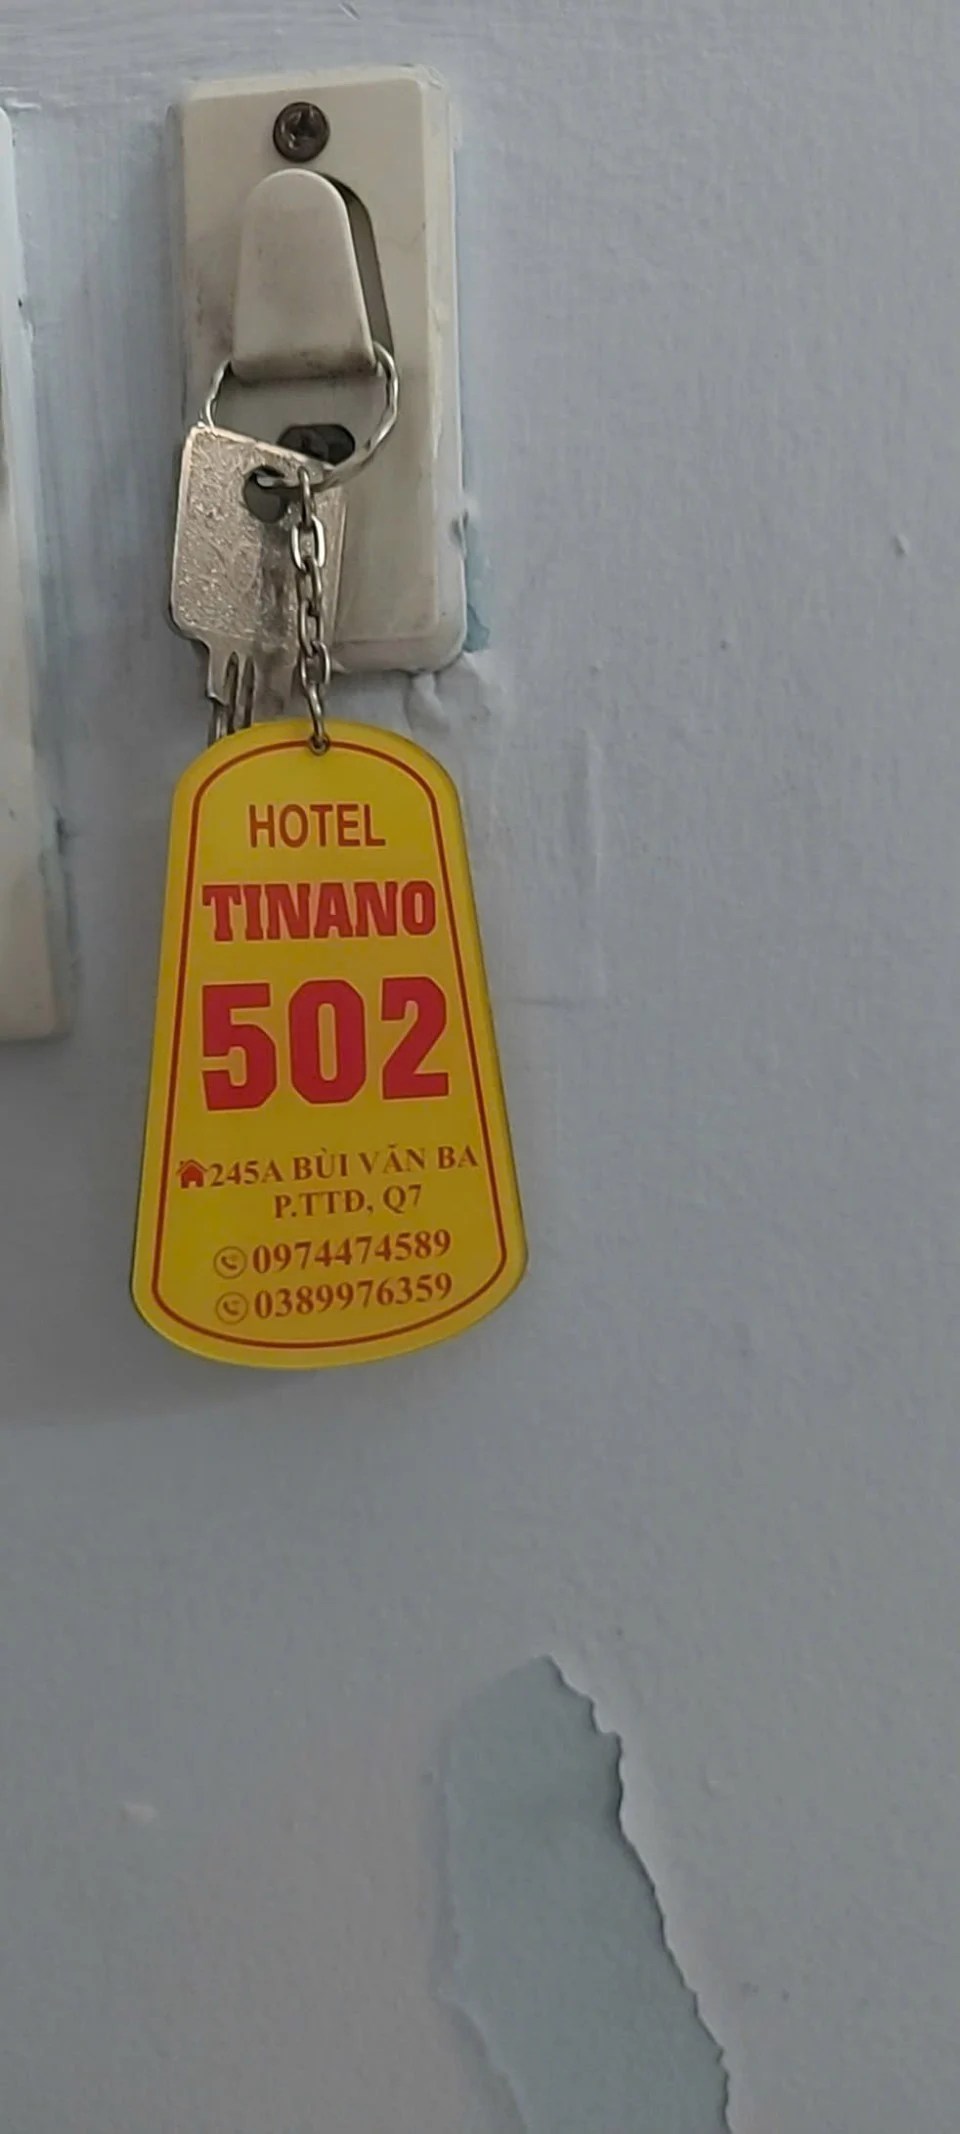 HOTEL
TINANO
502
245A BÙI VĂN BA
P.TTĐ, Q7
0974474589
0389976359